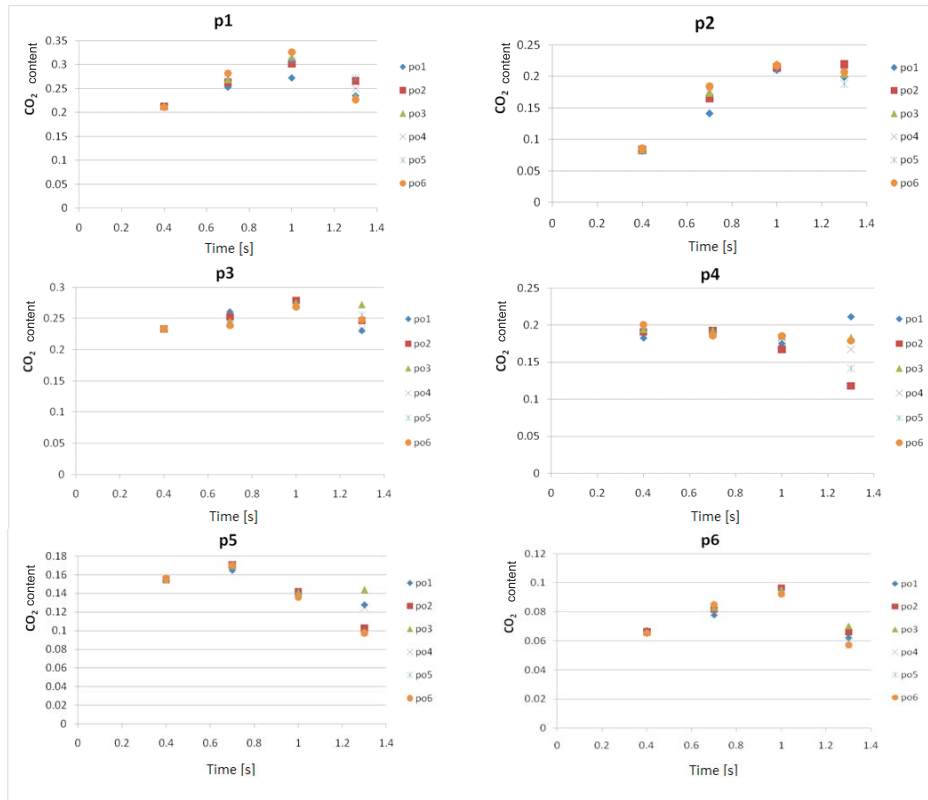 p1
0.35
0.3
0.25
0.2
0.15
0.1
0.05
0
0 0.2 0.4 0.6 0.8 1 1.2 1.4
CO2 content
Time [s]
po1
po2
po3
po4
po5
po6
p2
0.25
0.2
0.15
0.1
0.05
0
0 0.2 0.4 0.6 0.8 1 1.2 1.4
CO2 content
Time [s]
po1
po2
po3
po4
po5
po6
p3
0.3
0.25
0.2
0.15
0.1
0.05
0
0 0.2 0.4 0.6 0.8 1 1.2 1.4
CO2 content
Time [s]
po1
po2
po3
po4
po5
po6
p4
0.25
0.2
0.15
0.1
0.05
0
0 0.2 0.4 0.6 0.8 1 1.2 1.4
CO2 content
Time [s]
po1
po2
po3
po4
po5
po6
p5
0.18
0.16
0.14
0.12
0.1
0.08
0.06
0.04
0.02
0
0 0.2 0.4 0.6 0.8 1 1.2 1.4
CO2 content
Time [s]
po1
po2
po3
po4
po5
po6
p6
0.12
0.1
0.08
0.06
0.04
0.02
0
0 0.2 0.4 0.6 0.8 1 1.2 1.4
CO2 content
Time [s]
po1
po2
po3
po4
po5
po6